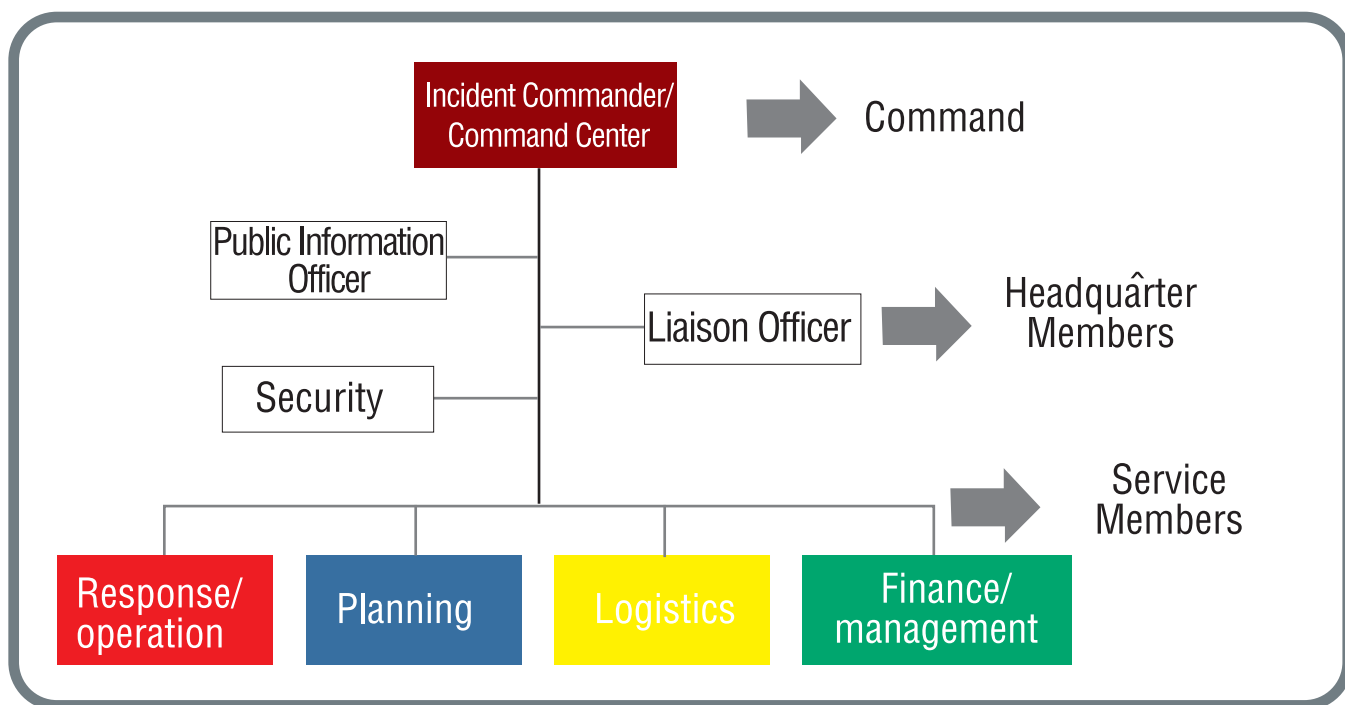 Incident Commander/
Command Center
Command
Public Information
Officer
Liaison Officer
Headquârter
Members
Security
Service
Members
Response/
operation
Planning
Logistics
Finance/
management